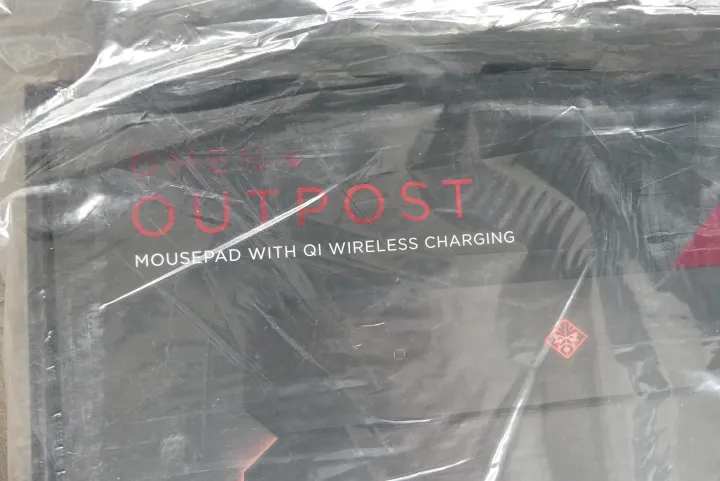 OMEN
OUTPOST
MOUSEPAD WITH QI WIRELESS CHARGING